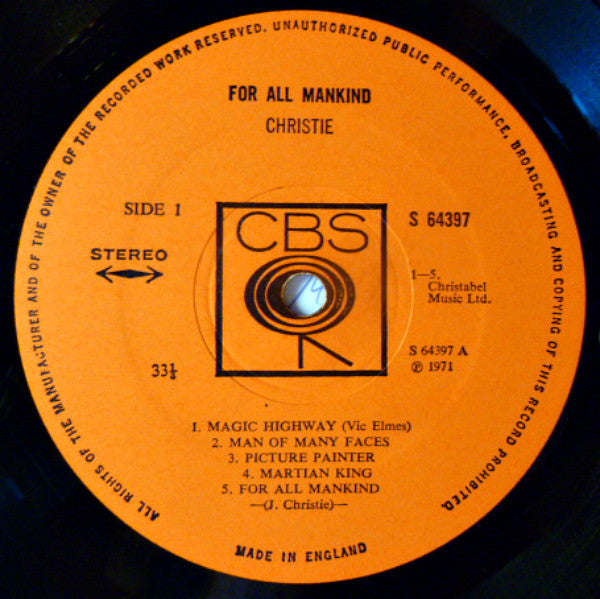 ALL RIGHTS OF THE MANUFACTURER AND OF THE OWNER OF THE RECORDED WORK RESERVED. UNAUTHORIZED PUBLIC PERFORMANCE, BROADCASTING AND COPYING OF THIS RECORD PROHIBITED.
FOR ALL MANKIND
CHRISTIE
SIDE 1
STEREO
33⅓
CBS
S 64397
1—5.
Christabel
Music Ltd.
S 64397 A
℗ 1971
1. MAGIC HIGHWAY (Vic Elmes)
2. MAN OF MANY FACES
3. PICTURE PAINTER
4. MARTIAN KING
5. FOR ALL MANKIND
—(J. Christie)—
MADE IN ENGLAND